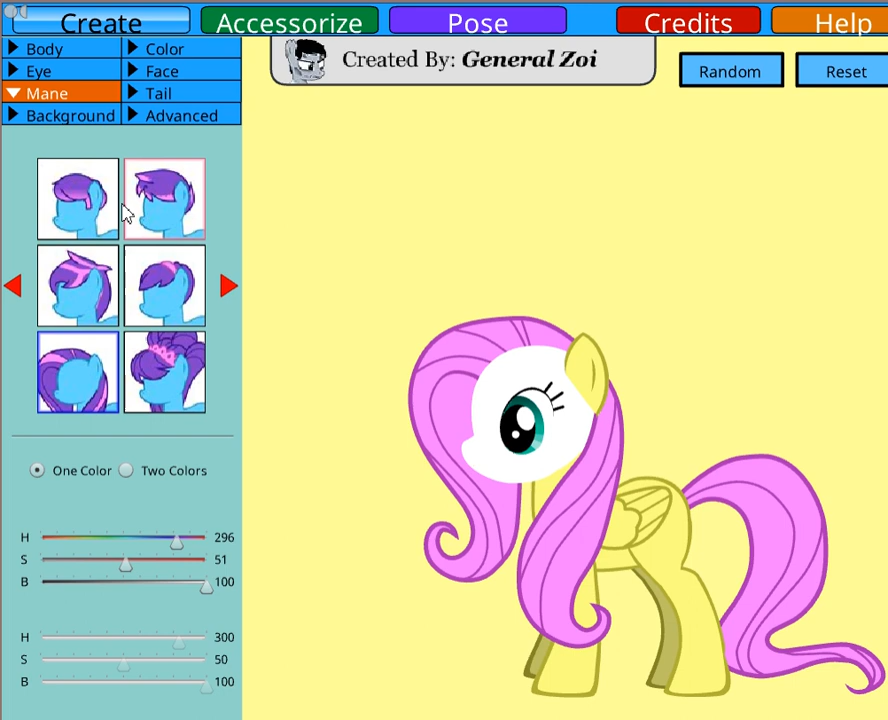 Create Accessorize Pose Credits Help
Body Color
Eye Face
Mane Tail
Background Advanced
Created By: General Zoi
Random Reset
One Color Two Colors
H 296
S 51
B 100
H 300
S 50
B 100